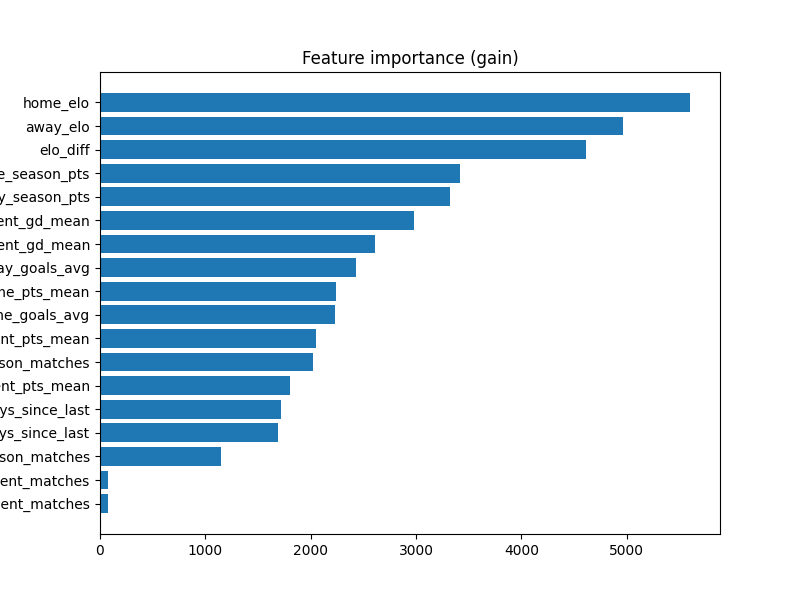 Feature importance (gain)
home_elo
away_elo
elo_diff
e_season_pts
y_season_pts
ent_gd_mean
ent_gd_mean
ay_goals_avg
ne_pts_mean
ne_goals_avg
nt_pts_mean
son_matches
ent_pts_mean
ys_since_last
ys_since_last
son_matches
ent_matches
ent_matches
0 1000 2000 3000 4000 5000